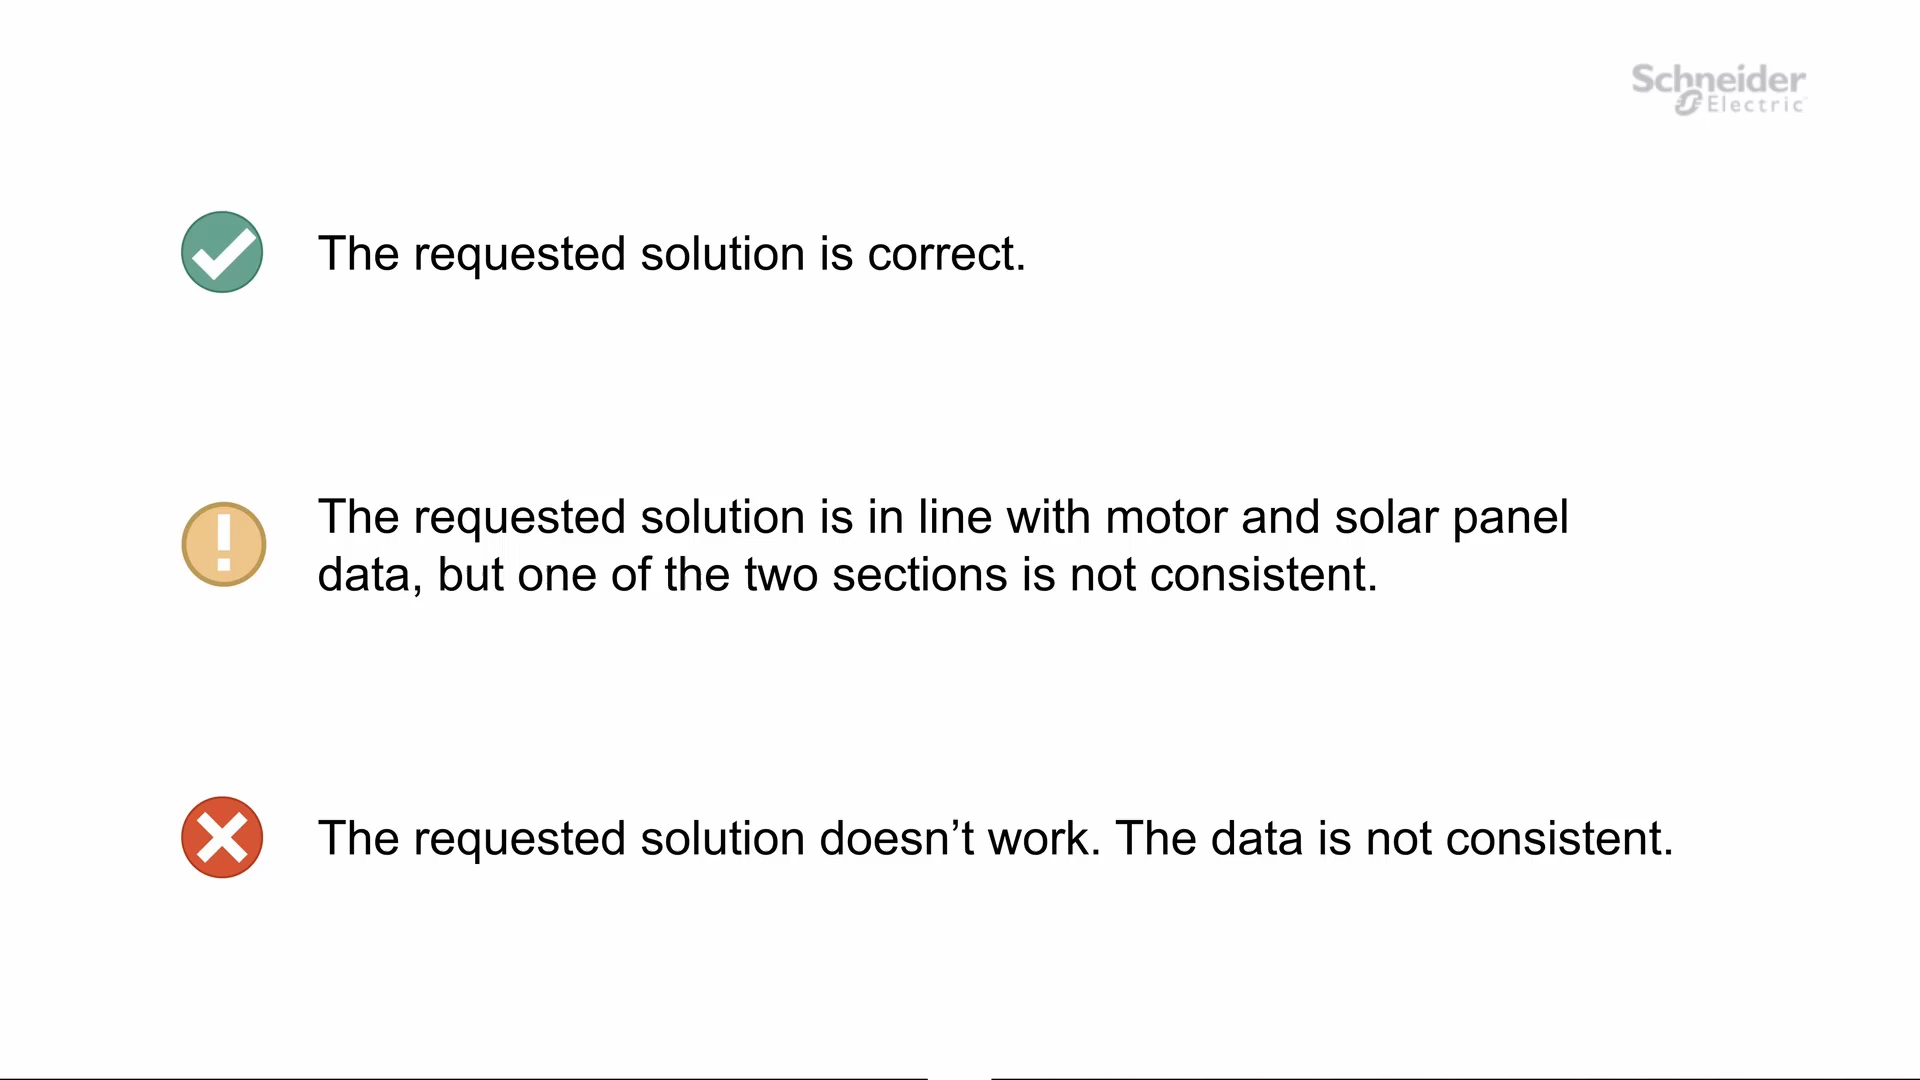 Schneider
Electric
The requested solution is correct.
The requested solution is in line with motor and solar panel
data, but one of the two sections is not consistent.
The requested solution doesn’t work. The data is not consistent.